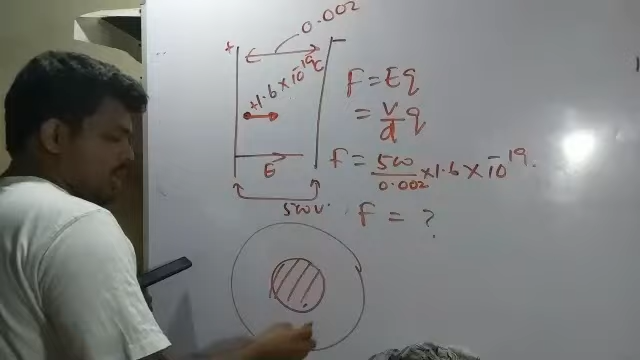 0.002
+ −
+1.6 × 10⁻¹⁹C
E
500V.
F = Eq
= V/d q
F = 500/0.002 × 1.6 × 10⁻¹⁹.
F = ?